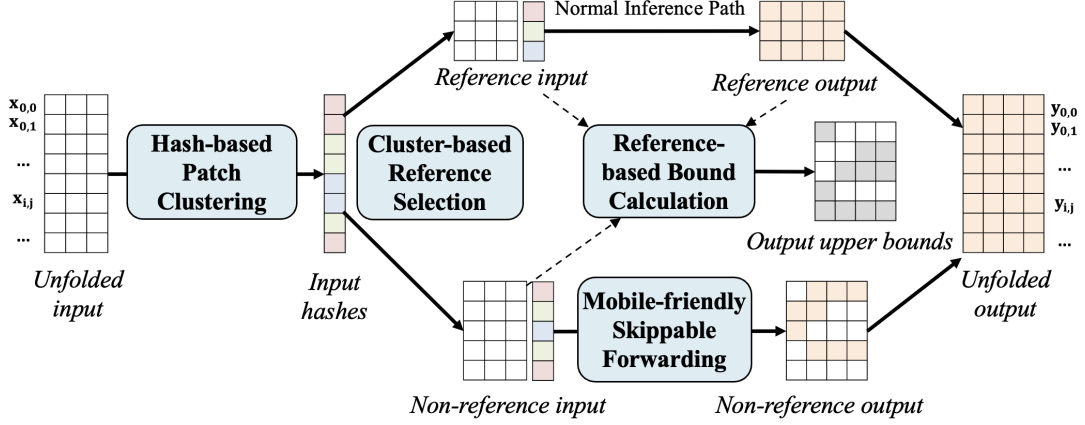 Normal Inference Path
Reference input
Reference output
x0,0
x0,1
...
xi,j
...
Unfolded
input
Hash-based
Patch
Clustering
Input
hashes
Cluster-based
Reference
Selection
Reference-
based Bound
Calculation
Output upper bounds
y0,0
y0,1
...
yi,j
...
Unfolded
output
Mobile-friendly
Skippable
Forwarding
Non-reference input
Non-reference output